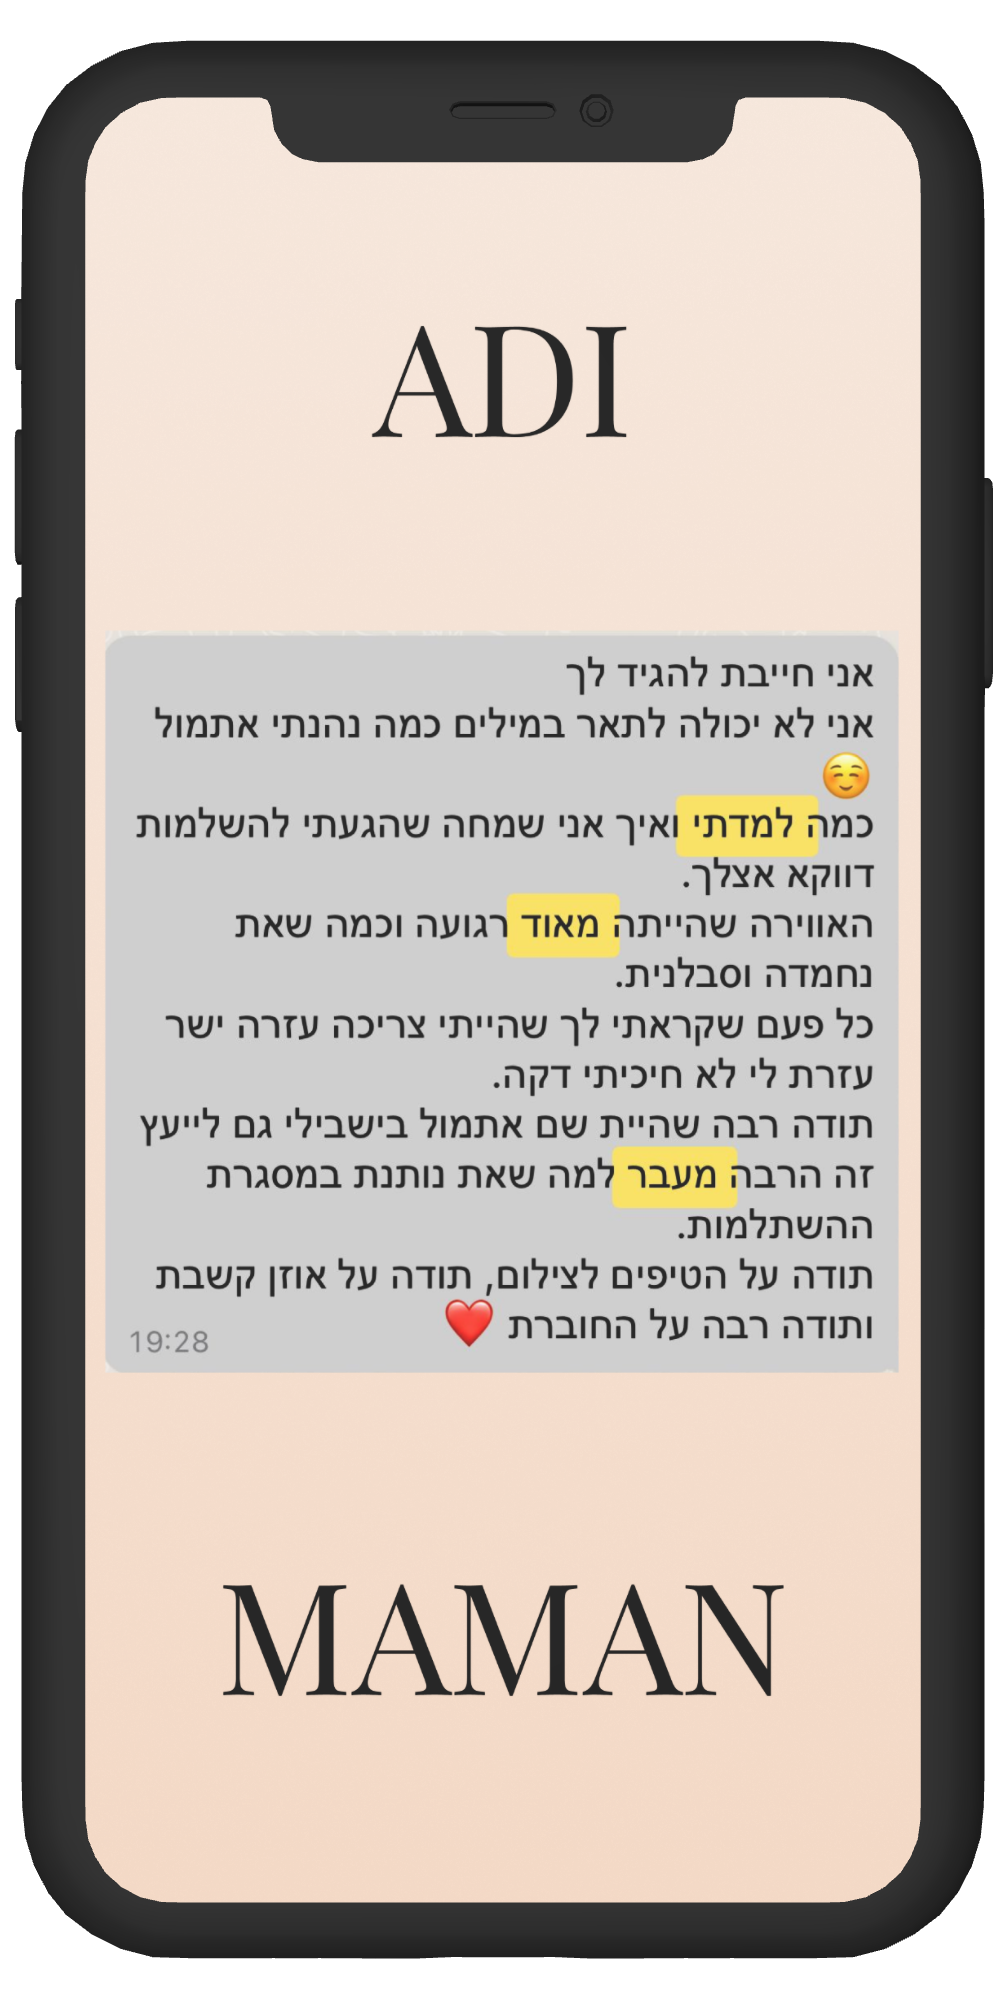 ADI
אני חייבת להגיד לך
אני לא יכולה לתאר במילים כמה נהנתי אתמול
☺️
כמה למדתי ואיך אני שמחה שהגעתי להשלמות
דווקא אצלך.
האווירה שהייתה מאוד רגועה וכמה שאת
נחמדה וסבלנית.
כל פעם שקראתי לך שהייתי צריכה עזרה ישר
עזרת לי לא חיכיתי דקה.
תודה רבה שהיית שם אתמול בישבילי גם לייעץ
זה הרבה מעבר למה שאת נותנת במסגרת
ההשתלמות.
תודה על הטיפים לצילום, תודה על אוזן קשבת
ותודה רבה על החוברת ❤️
19:28
MAMAN